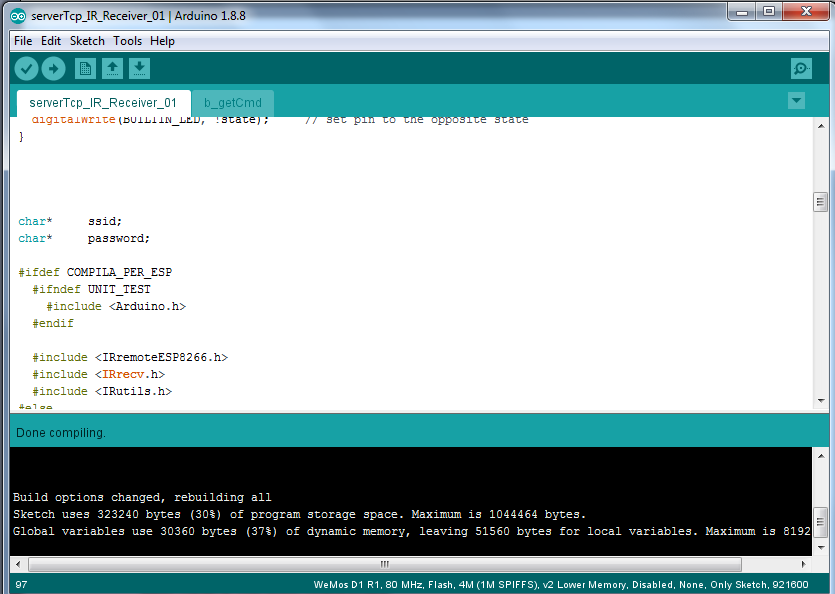 serverTcp_IR_Receiver_01 | Arduino 1.8.8
File Edit Sketch Tools Help
serverTcp_IR_Receiver_01 b_getCmd
digitalWrite(BUILTIN_LED, !state); // set pin to the opposite state
}
char* ssid;
char* password;
#ifdef COMPILA_PER_ESP
#ifndef UNIT_TEST
#include <Arduino.h>
#endif
#include <IRremoteESP8266.h>
#include <IRrecv.h>
#include <IRutils.h>
#else
Done compiling.
Build options changed, rebuilding all
Sketch uses 323240 bytes (30%) of program storage space. Maximum is 1044464 bytes.
Global variables use 30360 bytes (37%) of dynamic memory, leaving 51560 bytes for local variables. Maximum is 8192
97 WeMos D1 R1, 80 MHz, Flash, 4M (1M SPIFFS), v2 Lower Memory, Disabled, None, Only Sketch, 921600